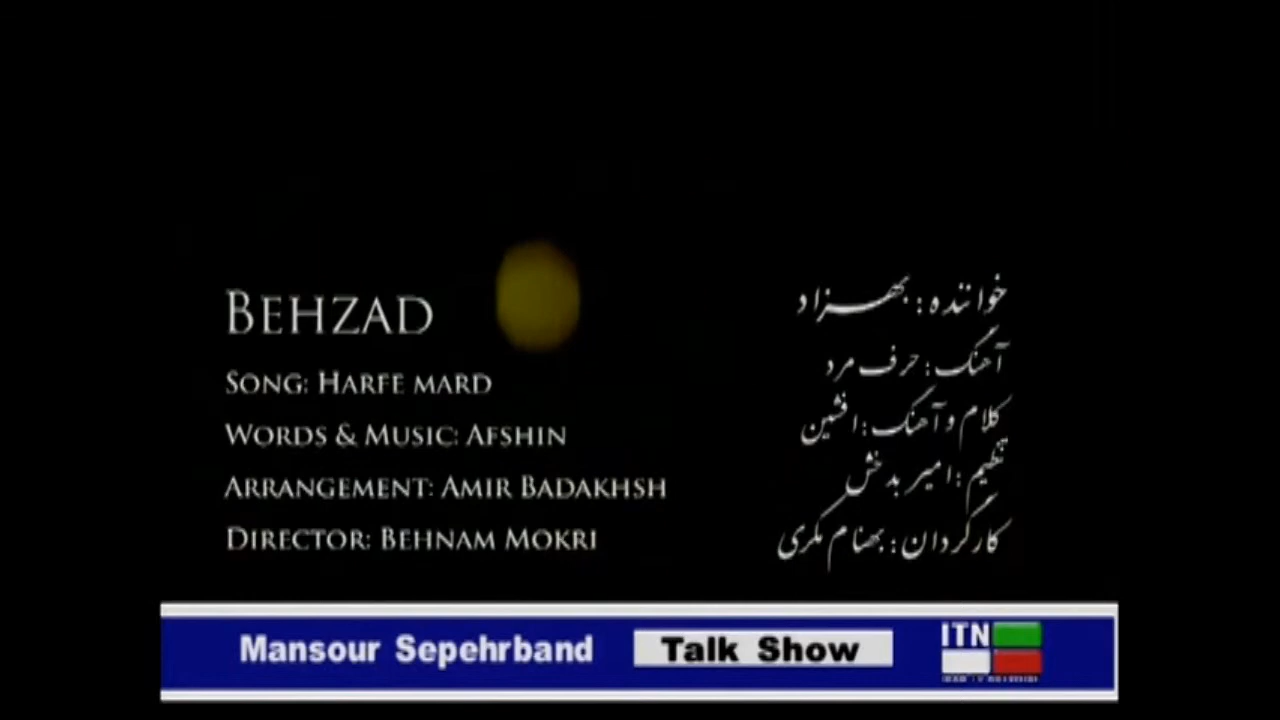 BEHZAD
SONG: HARFE MARD
WORDS & MUSIC: AFSHIN
ARRANGEMENT: AMIR BADAKHSH
DIRECTOR: BEHNAM MOKRI
خواننده : بهزاد
آهنگ : حرف مرد
کلام و آهنگ : افشین
تنظیم : امیر بدخش
کارگردان : بهنام مکری
Mansour Sepehrband Talk Show ITN